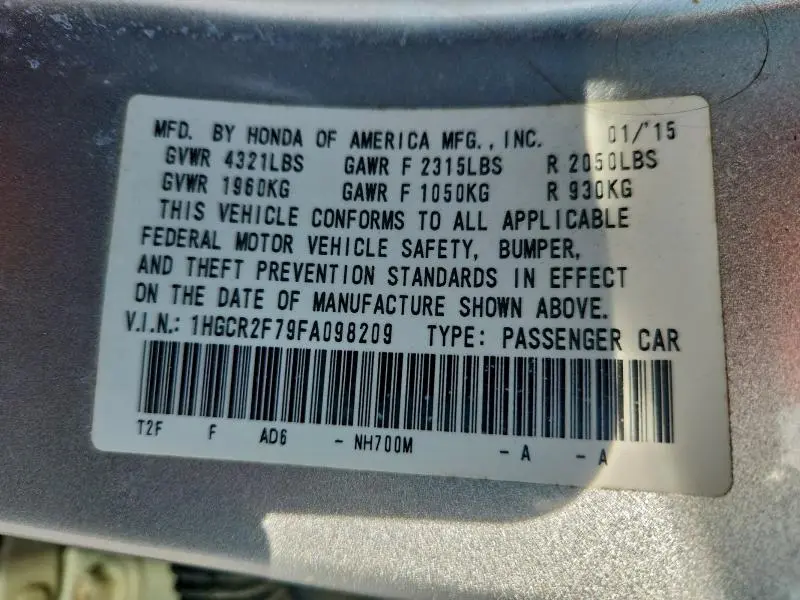 MFD. BY HONDA OF AMERICA MFG., INC. 01/'15
GVWR 4321LBS GAWR F 2315LBS R 2050LBS
GVWR 1960KG GAWR F 1050KG R 930KG
THIS VEHICLE CONFORMS TO ALL APPLICABLE
FEDERAL MOTOR VEHICLE SAFETY, BUMPER,
AND THEFT PREVENTION STANDARDS IN EFFECT
ON THE DATE OF MANUFACTURE SHOWN ABOVE.
V.I.N.: 1HGCR2F79FA098209 TYPE: PASSENGER CAR
T2F F AD6 - NH700M - A - A